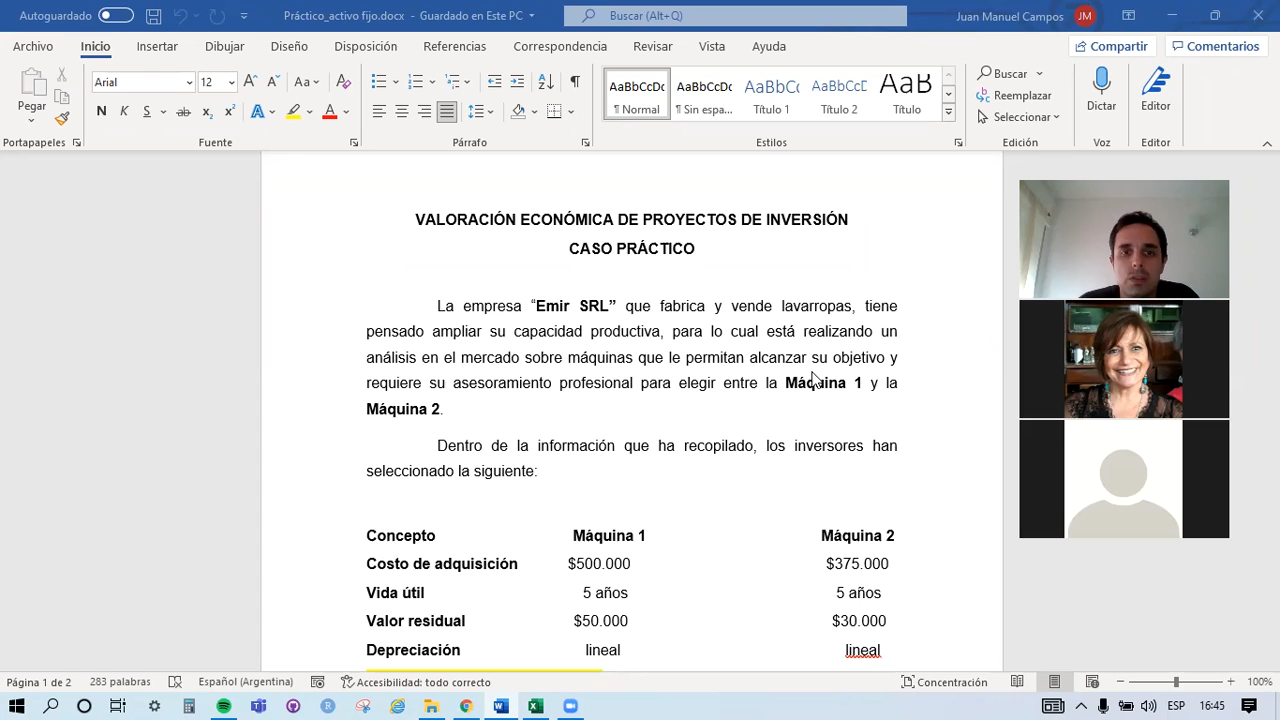 Autoguardado
Práctico_activo fijo.docx - Guardado en Este PC
Buscar (Alt+Q)
Juan Manuel Campos
JM
Archivo Inicio Insertar Dibujar Diseño Disposición Referencias Correspondencia Revisar Vista Ayuda
Compartir Comentarios
Pegar
Arial 12
N K S ab x₂ x²
AaBbCcDc AaBbCcDc AaBbCc AaBbCcD AaB
¶ Normal ¶ Sin espa... Título 1 Título 2 Título
Buscar
Reemplazar
Seleccionar
Dictar
Editor
Portapapeles Fuente Párrafo Estilos Edición Voz Editor
VALORACIÓN ECONÓMICA DE PROYECTOS DE INVERSIÓN
CASO PRÁCTICO
La empresa “Emir SRL” que fabrica y vende lavarropas, tiene
pensado ampliar su capacidad productiva, para lo cual está realizando un
análisis en el mercado sobre máquinas que le permitan alcanzar su objetivo y
requiere su asesoramiento profesional para elegir entre la Máquina 1 y la
Máquina 2.
Dentro de la información que ha recopilado, los inversores han
seleccionado la siguiente:
Concepto Máquina 1 Máquina 2
Costo de adquisición $500.000 $375.000
Vida útil 5 años 5 años
Valor residual $50.000 $30.000
Depreciación lineal lineal
Página 1 de 2 283 palabras Español (Argentina) Accesibilidad: todo correcto Concentración 100%
ESP 16:45